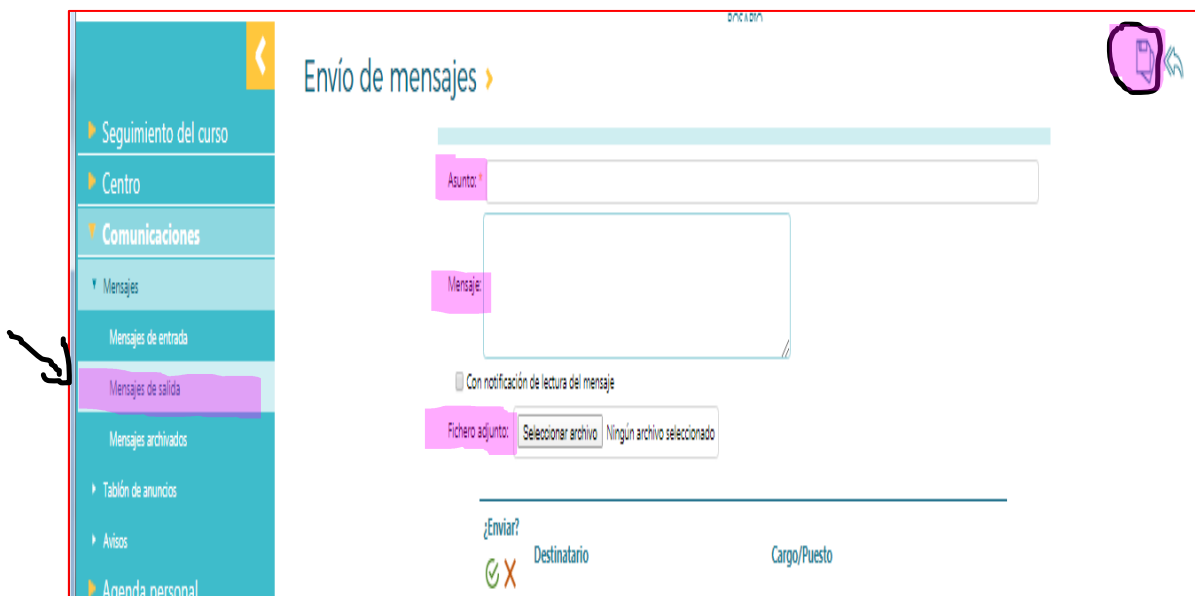 Envío de mensajes
Seguimiento del curso
Centro
Comunicaciones
Mensajes
Mensajes de entrada
Mensajes de salida
Mensajes archivados
Tablón de anuncios
Avisos
Agenda personal
Asunto: *
Mensaje:
Con notificación de lectura del mensaje
Fichero adjunto: Seleccionar archivo Ningún archivo seleccionado
¿Enviar?
Destinatario Cargo/Puesto